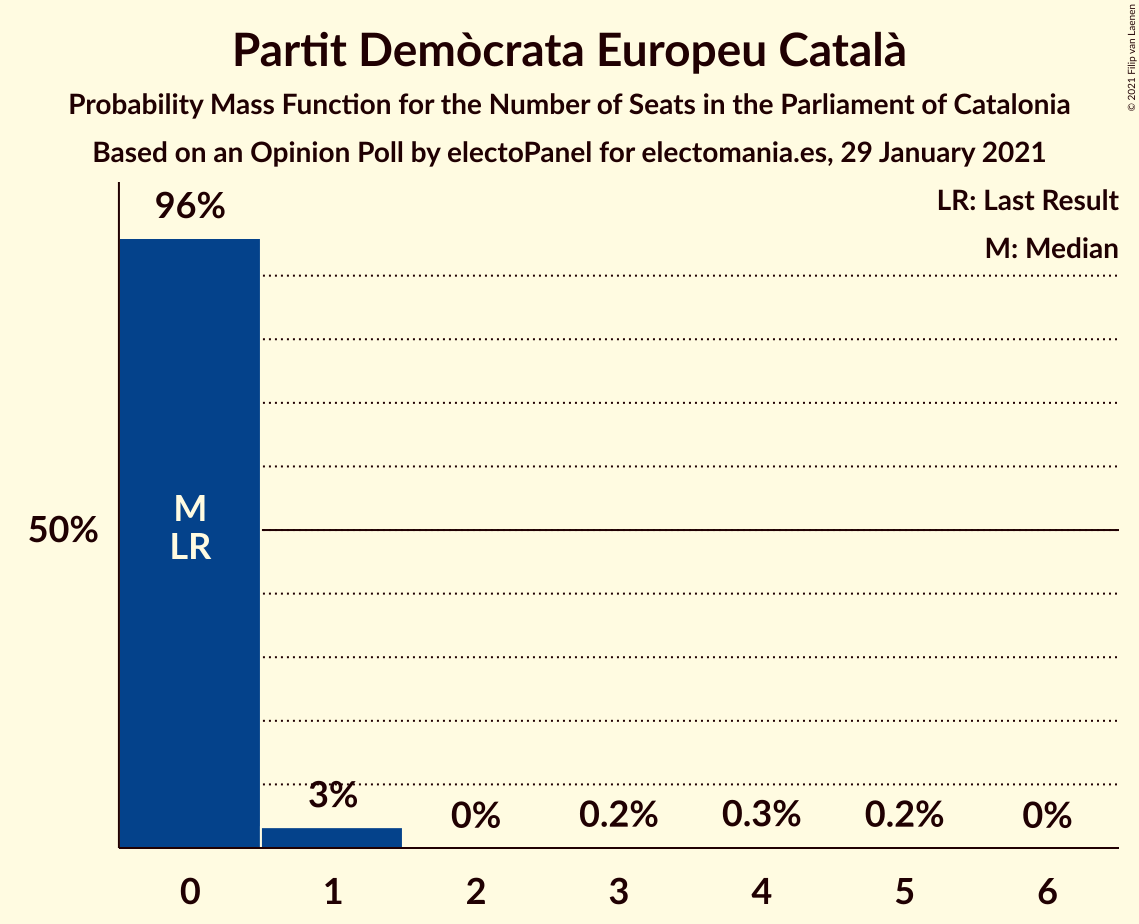 Partit Demòcrata Europeu Català
Probability Mass Function for the Number of Seats in the Parliament of Catalonia
Based on an Opinion Poll by electoPanel for electomania.es, 29 January 2021
© 2021 Filip van Laenen
LR: Last Result
M: Median
96%
50%
M
LR
3%
0%
0.2%
0.3%
0.2%
0%
0
1
2
3
4
5
6